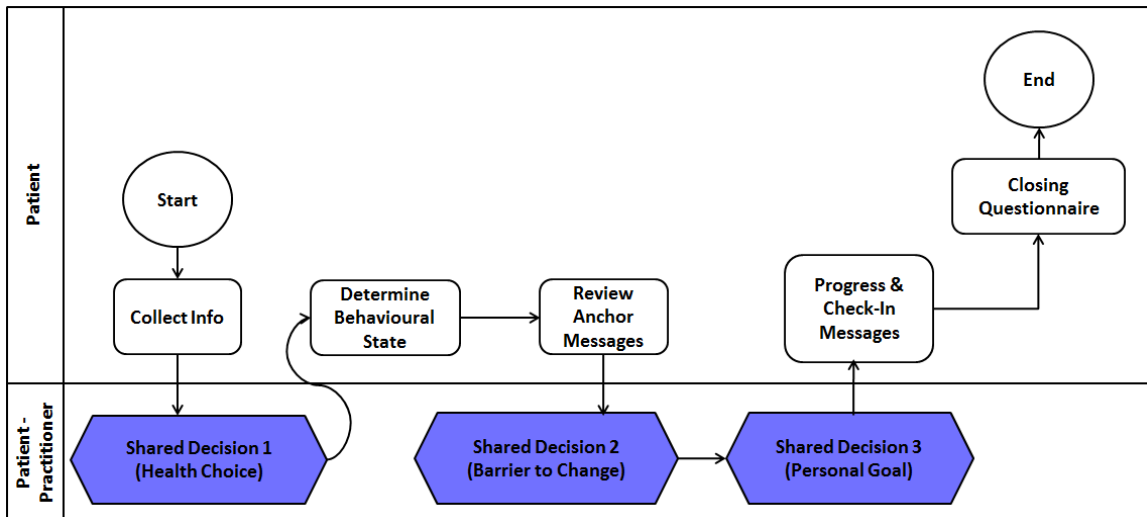 Patient
Start
Collect Info
Determine
Behavioural
State
Review
Anchor
Messages
Progress &
Check-In
Messages
Closing
Questionnaire
End
Patient -
Practitioner
Shared Decision 1
(Health Choice)
Shared Decision 2
(Barrier to Change)
Shared Decision 3
(Personal Goal)